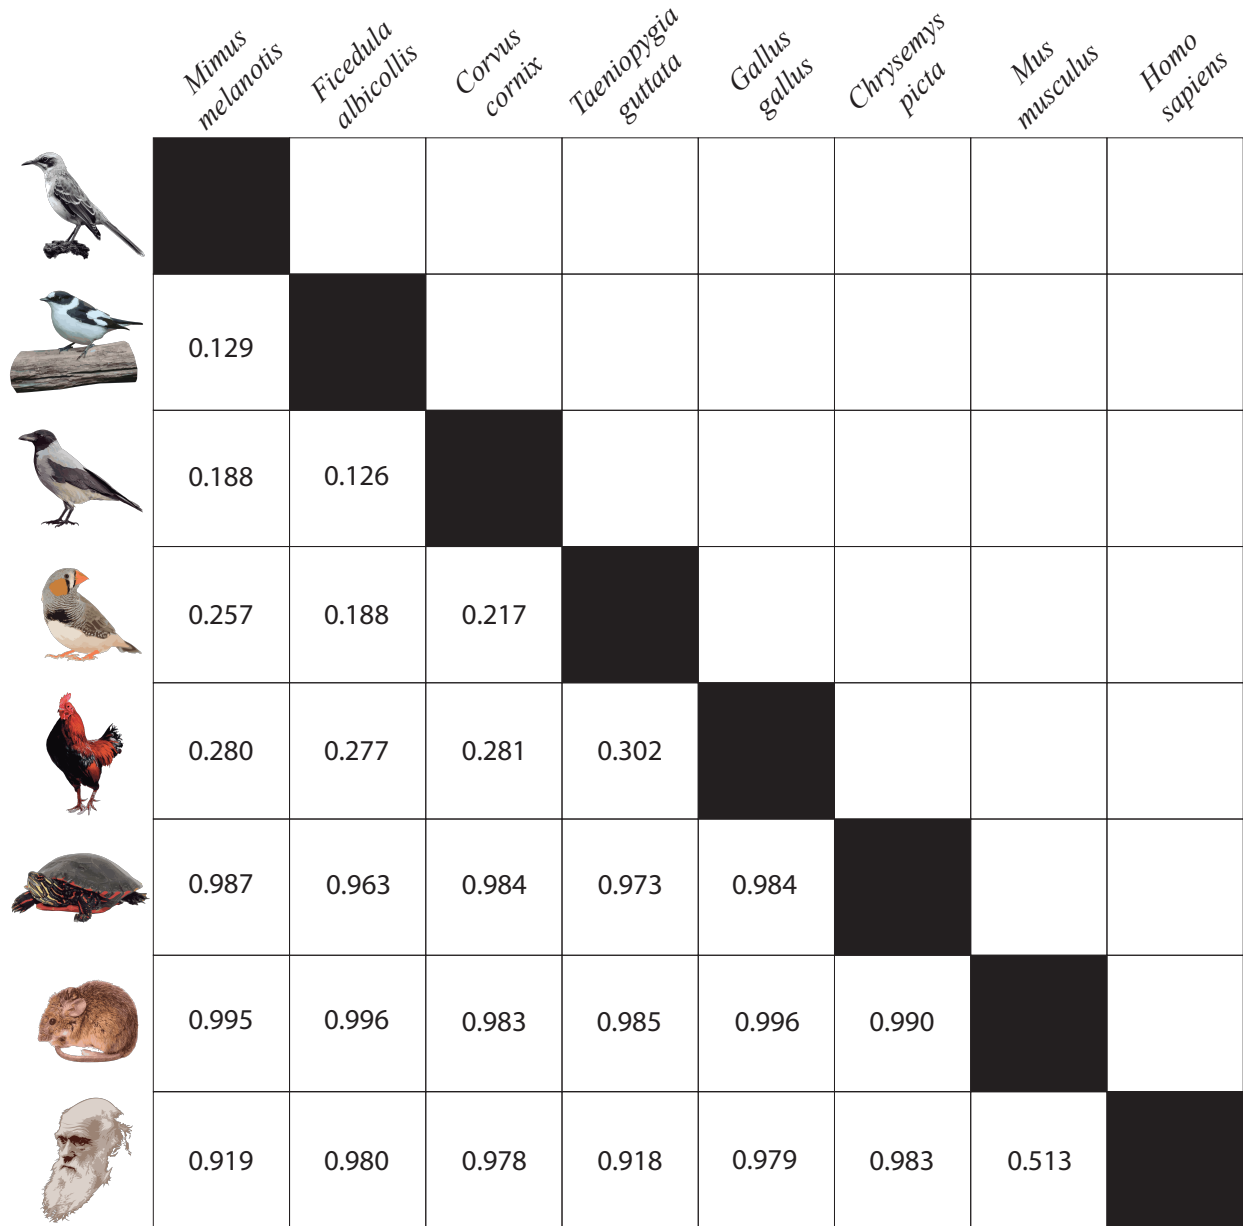 Mimus
melanotis
Ficedula
albicollis
Corvus
cornix
Taeniopygia
guttata
Gallus
gallus
Chrysemys
picta
Mus
musculus
Homo
sapiens
0.129
0.188 0.126
0.257 0.188 0.217
0.280 0.277 0.281 0.302
0.987 0.963 0.984 0.973 0.984
0.995 0.996 0.983 0.985 0.996 0.990
0.919 0.980 0.978 0.918 0.979 0.983 0.513